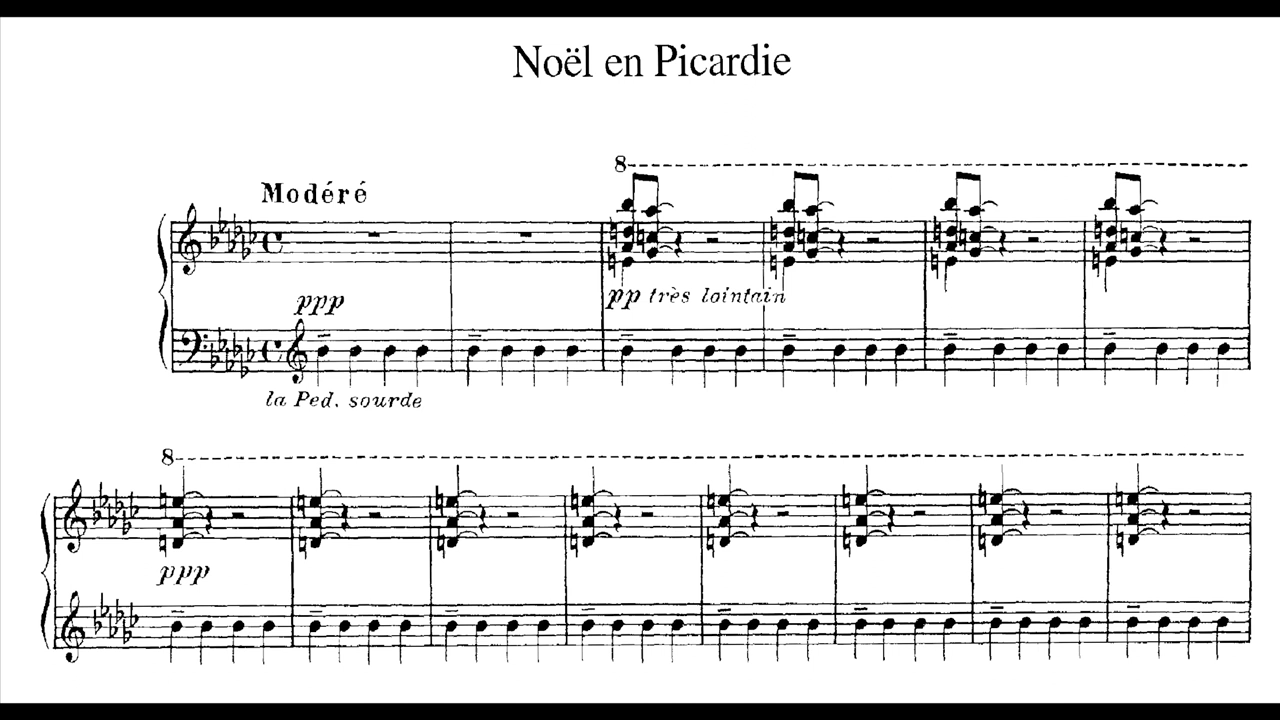 Noël en Picardie
8
Modéré
ppp
pp très lointain
la Ped. sourde
8
ppp